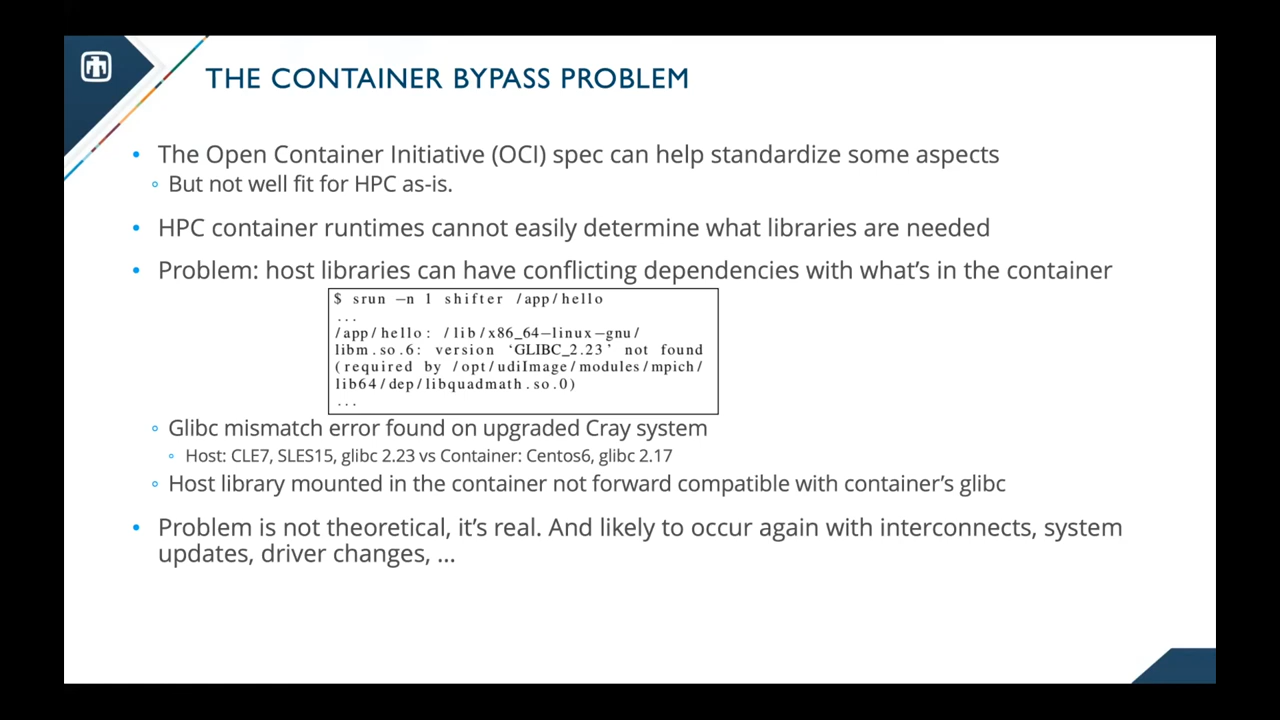 THE CONTAINER BYPASS PROBLEM
• The Open Container Initiative (OCI) spec can help standardize some aspects
◦ But not well fit for HPC as-is.
• HPC container runtimes cannot easily determine what libraries are needed
• Problem: host libraries can have conflicting dependencies with what's in the container
$ srun −n 1 shifter /app/hello
...
/app/hello: /lib/x86_64−linux−gnu/
libm.so.6: version ‘GLIBC_2.23’ not found
(required by /opt/udiImage/modules/mpich/
lib64/dep/libquadmath.so.0)
...
◦ Glibc mismatch error found on upgraded Cray system
◦ Host: CLE7, SLES15, glibc 2.23 vs Container: Centos6, glibc 2.17
◦ Host library mounted in the container not forward compatible with container's glibc
• Problem is not theoretical, it's real. And likely to occur again with interconnects, system
updates, driver changes, ...